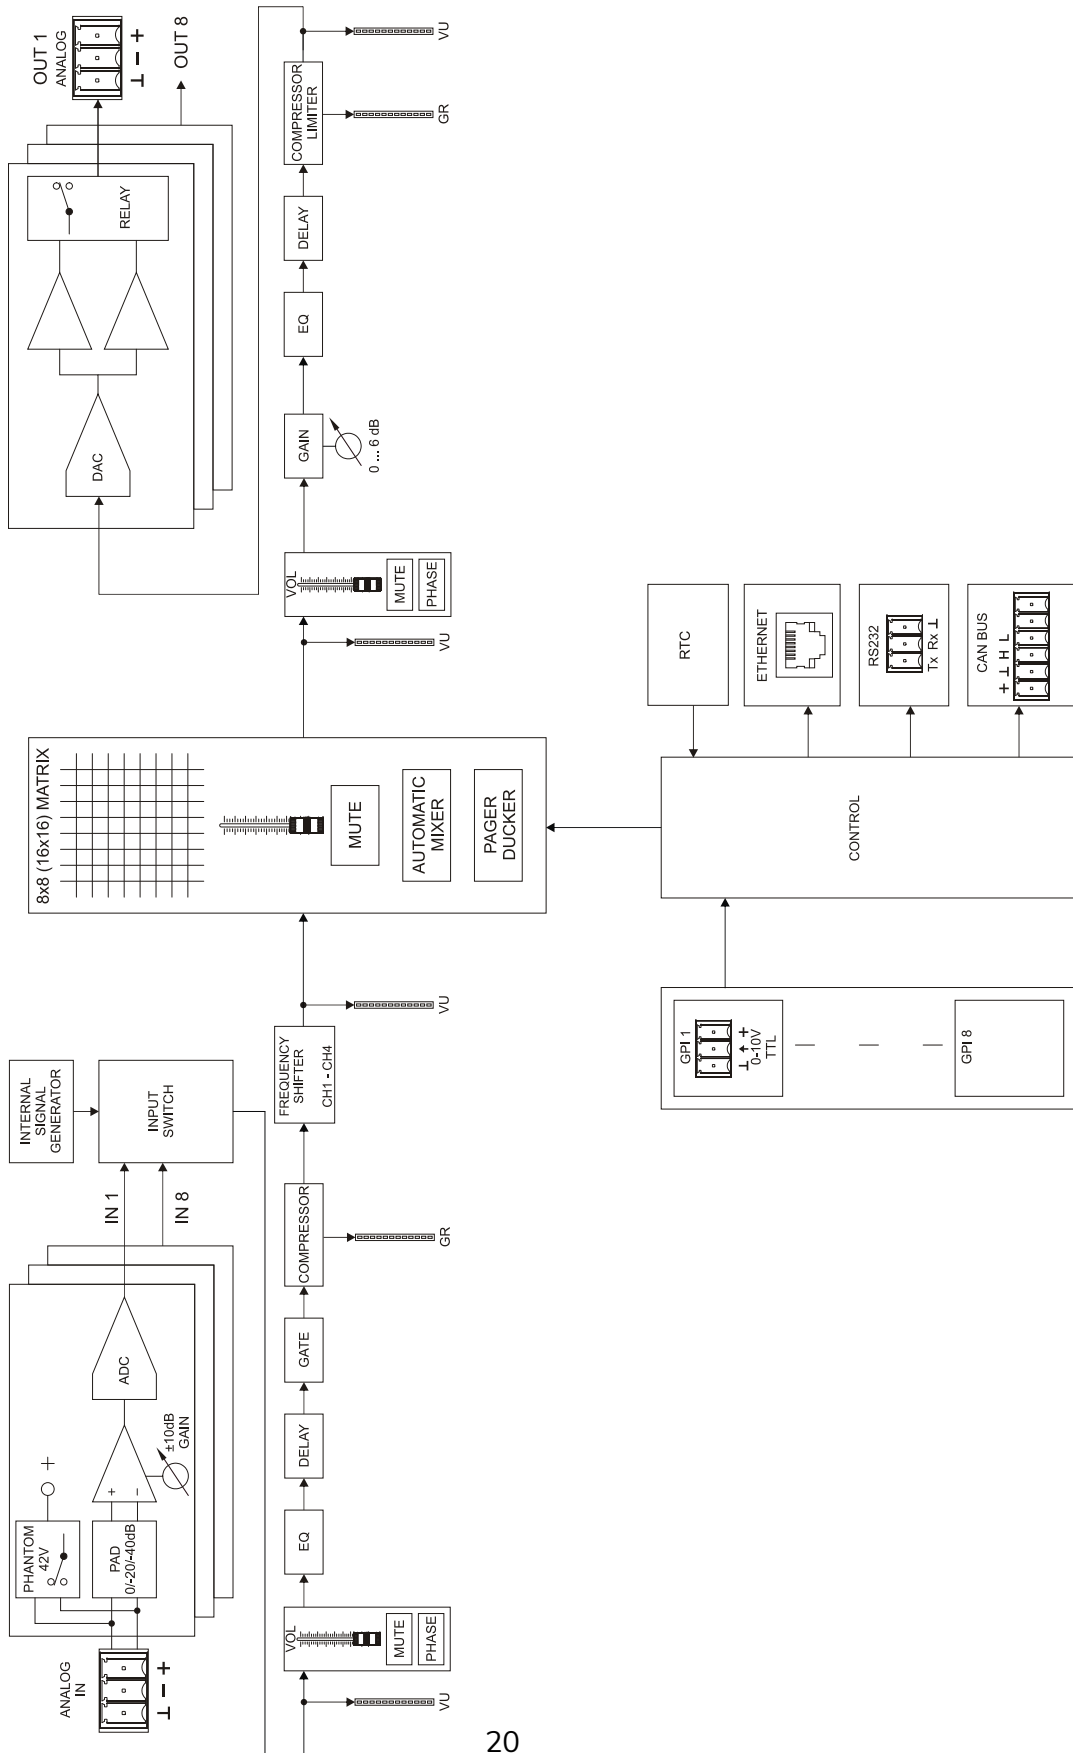 ANALOG
IN
+
−
⊥
PHANTOM
42V
+
PAD
0/-20/-40dB
+
−
±10dB
GAIN
ADC
IN 1
IN 8
INTERNAL
SIGNAL
GENERATOR
INPUT
SWITCH
VU
VOL
MUTE
PHASE
EQ
DELAY
GATE
COMPRESSOR
GR
FREQUENCY
SHIFTER
CH1 - CH4
VU
8x8 (16x16) MATRIX
MUTE
AUTOMATIC
MIXER
PAGER
DUCKER
VU
VOL
MUTE
PHASE
GAIN
0 ... 6 dB
EQ
DELAY
COMPRESSOR
LIMITER
GR
VU
DAC
RELAY
OUT 1
ANALOG
+
−
⊥
OUT 8
GPI 1
⊥ +
0-10V
TTL
GPI 8
CONTROL
RTC
ETHERNET
RS232
Tx Rx ⊥
CAN BUS
+ ⊥ H L
20